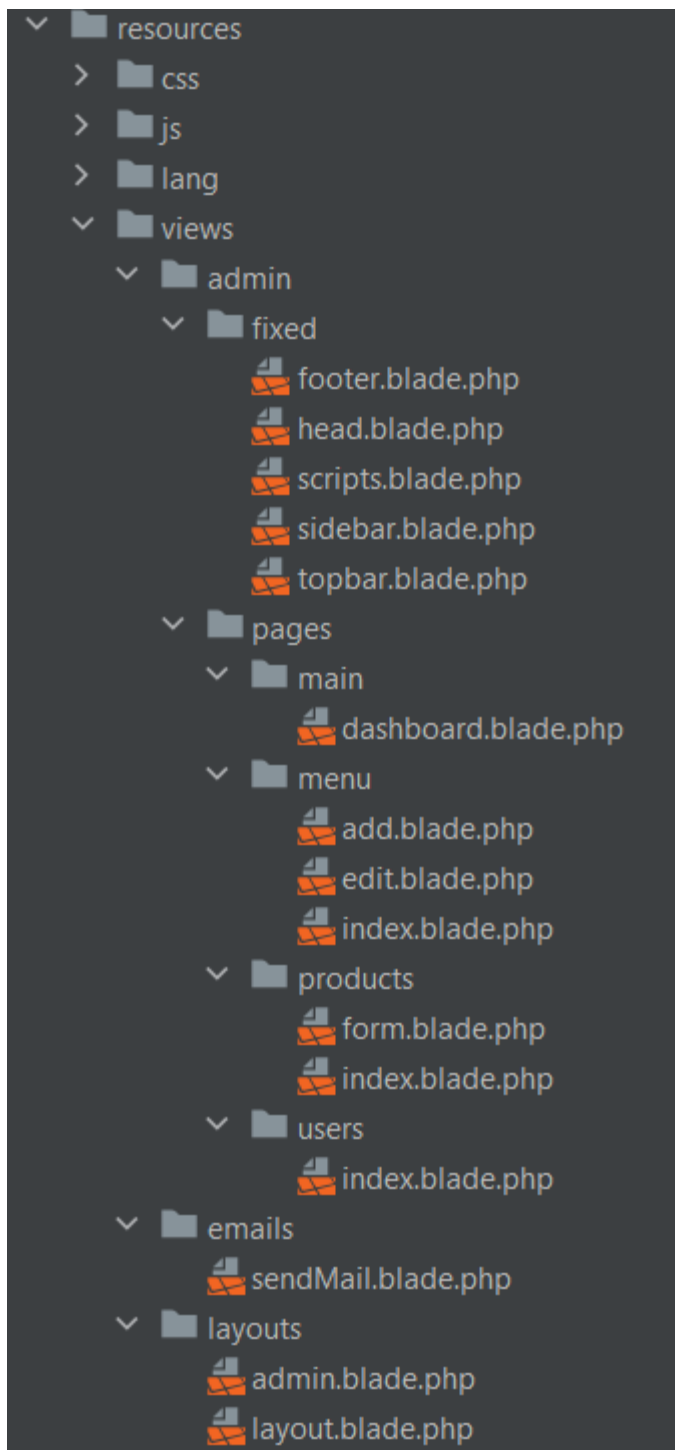 resources
css
js
lang
views
admin
fixed
footer.blade.php
head.blade.php
scripts.blade.php
sidebar.blade.php
topbar.blade.php
pages
main
dashboard.blade.php
menu
add.blade.php
edit.blade.php
index.blade.php
products
form.blade.php
index.blade.php
users
index.blade.php
emails
sendMail.blade.php
layouts
admin.blade.php
layout.blade.php